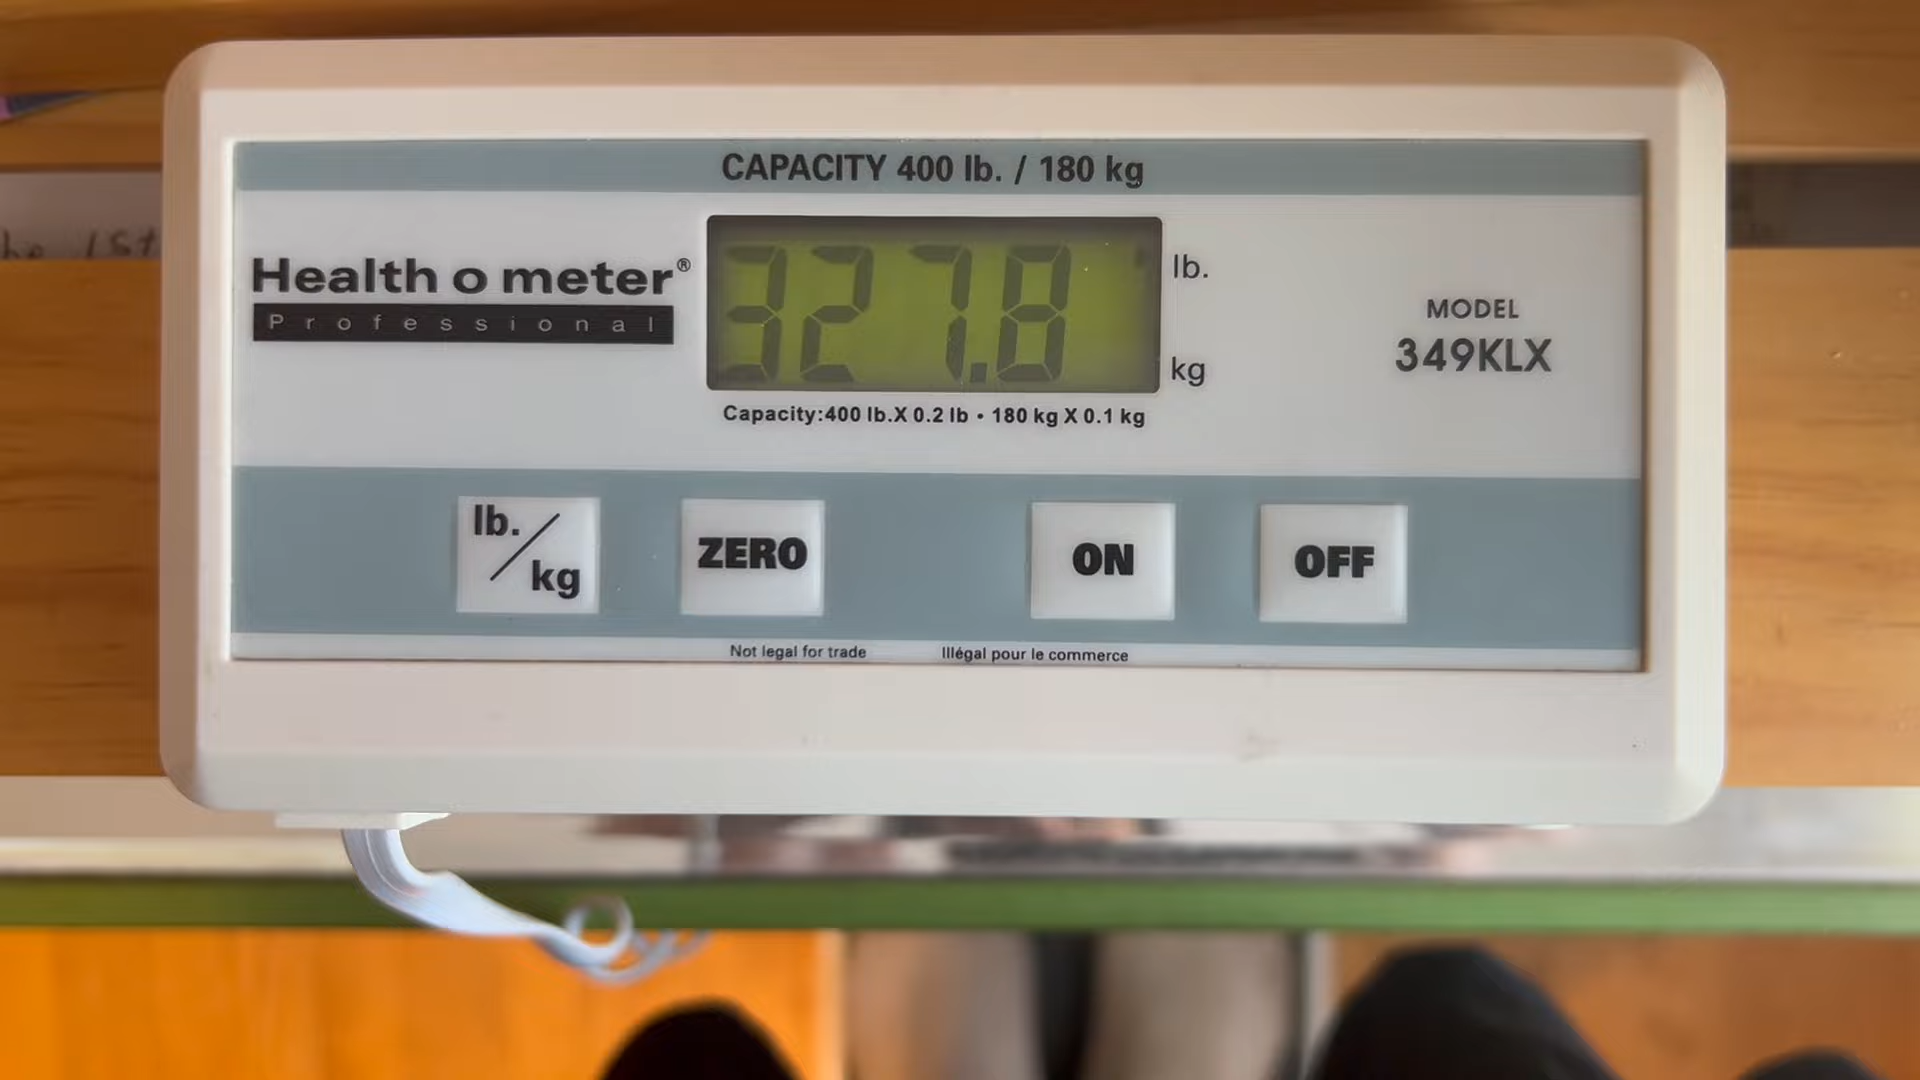 CAPACITY 400 lb. / 180 kg
Health o meter®
Professional
327.8
lb.
kg
MODEL
349KLX
Capacity:400 lb.X 0.2 lb • 180 kg X 0.1 kg
lb./kg
ZERO
ON
OFF
Not legal for trade
Illégal pour le commerce
1st